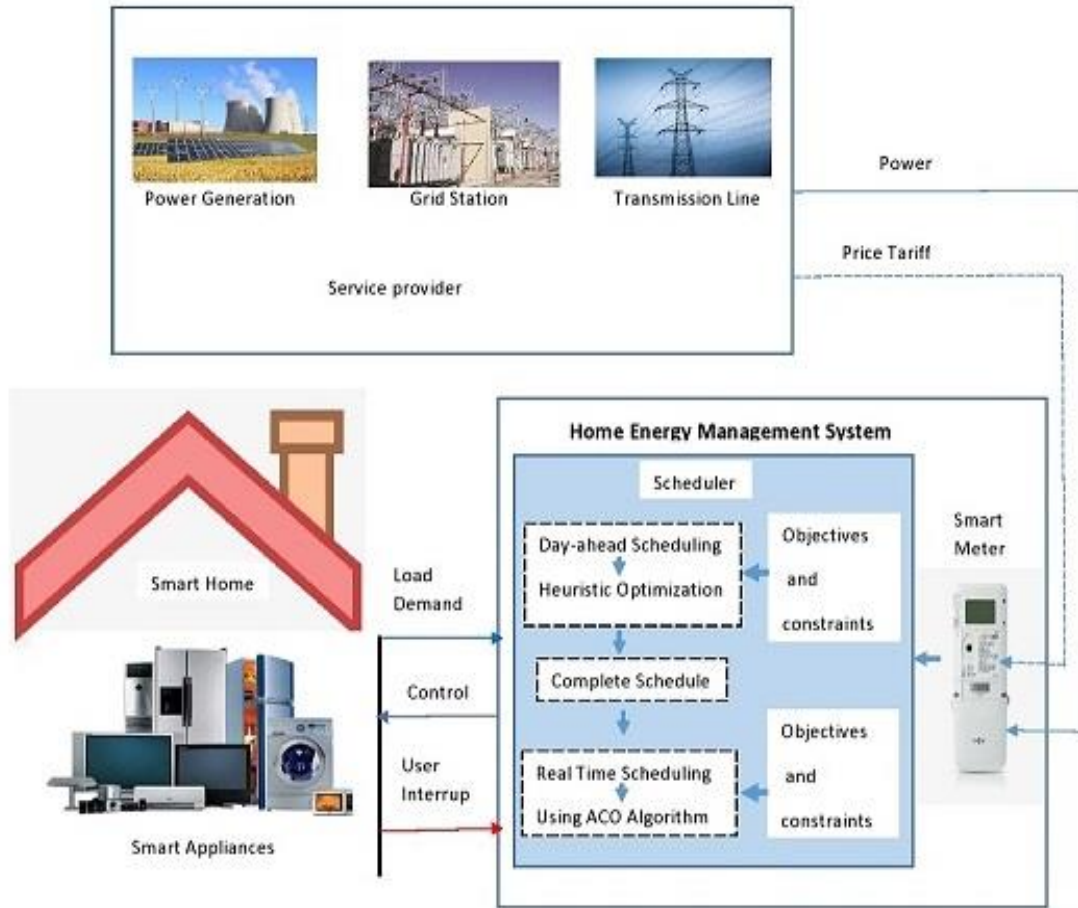 Power Generation
Grid Station
Transmission Line
Service provider
Power
Price Tariff
Smart Home
Smart Appliances
Load
Demand
Control
User
Interrup
Home Energy Management System
Scheduler
Day-ahead Scheduling
Heuristic Optimization
Objectives
and
constraints
Complete Schedule
Real Time Scheduling
Using ACO Algorithm
Objectives
and
constraints
Smart
Meter